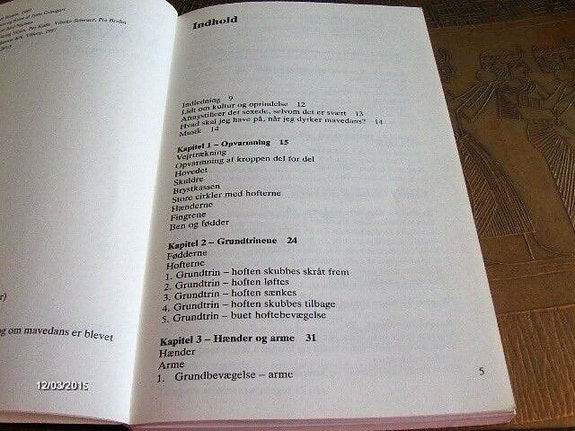 Indhold
Indledning 9
Lidt om kultur og oprindelse 12
Afmystificer det sexede, selvom det er svært 13
Hvad skal jeg have på, når jeg dyrker mavedans? 14
Musik 14
Kapitel 1 – Opvarmning 15
Vejrtrækning
Opvarmning af kroppen del for del
Hovedet
Skuldre
Brystkassen
Store cirkler med hofterne
Hænderne
Fingrene
Ben og fødder
Kapitel 2 – Grundtrinene 24
Fødderne
Hofterne
1. Grundtrin – hoften skubbes skråt frem
2. Grundtrin – hoften løftes
3. Grundtrin – hoften sænkes
4. Grundtrin – hoften skubbes tilbage
5. Grundtrin – buet hoftebevægelse
Kapitel 3 – Hænder og arme 31
Hænder
Arme
1. Grundbevægelse – arme
5
r)
og om mavedans er blevet
12/03/2015